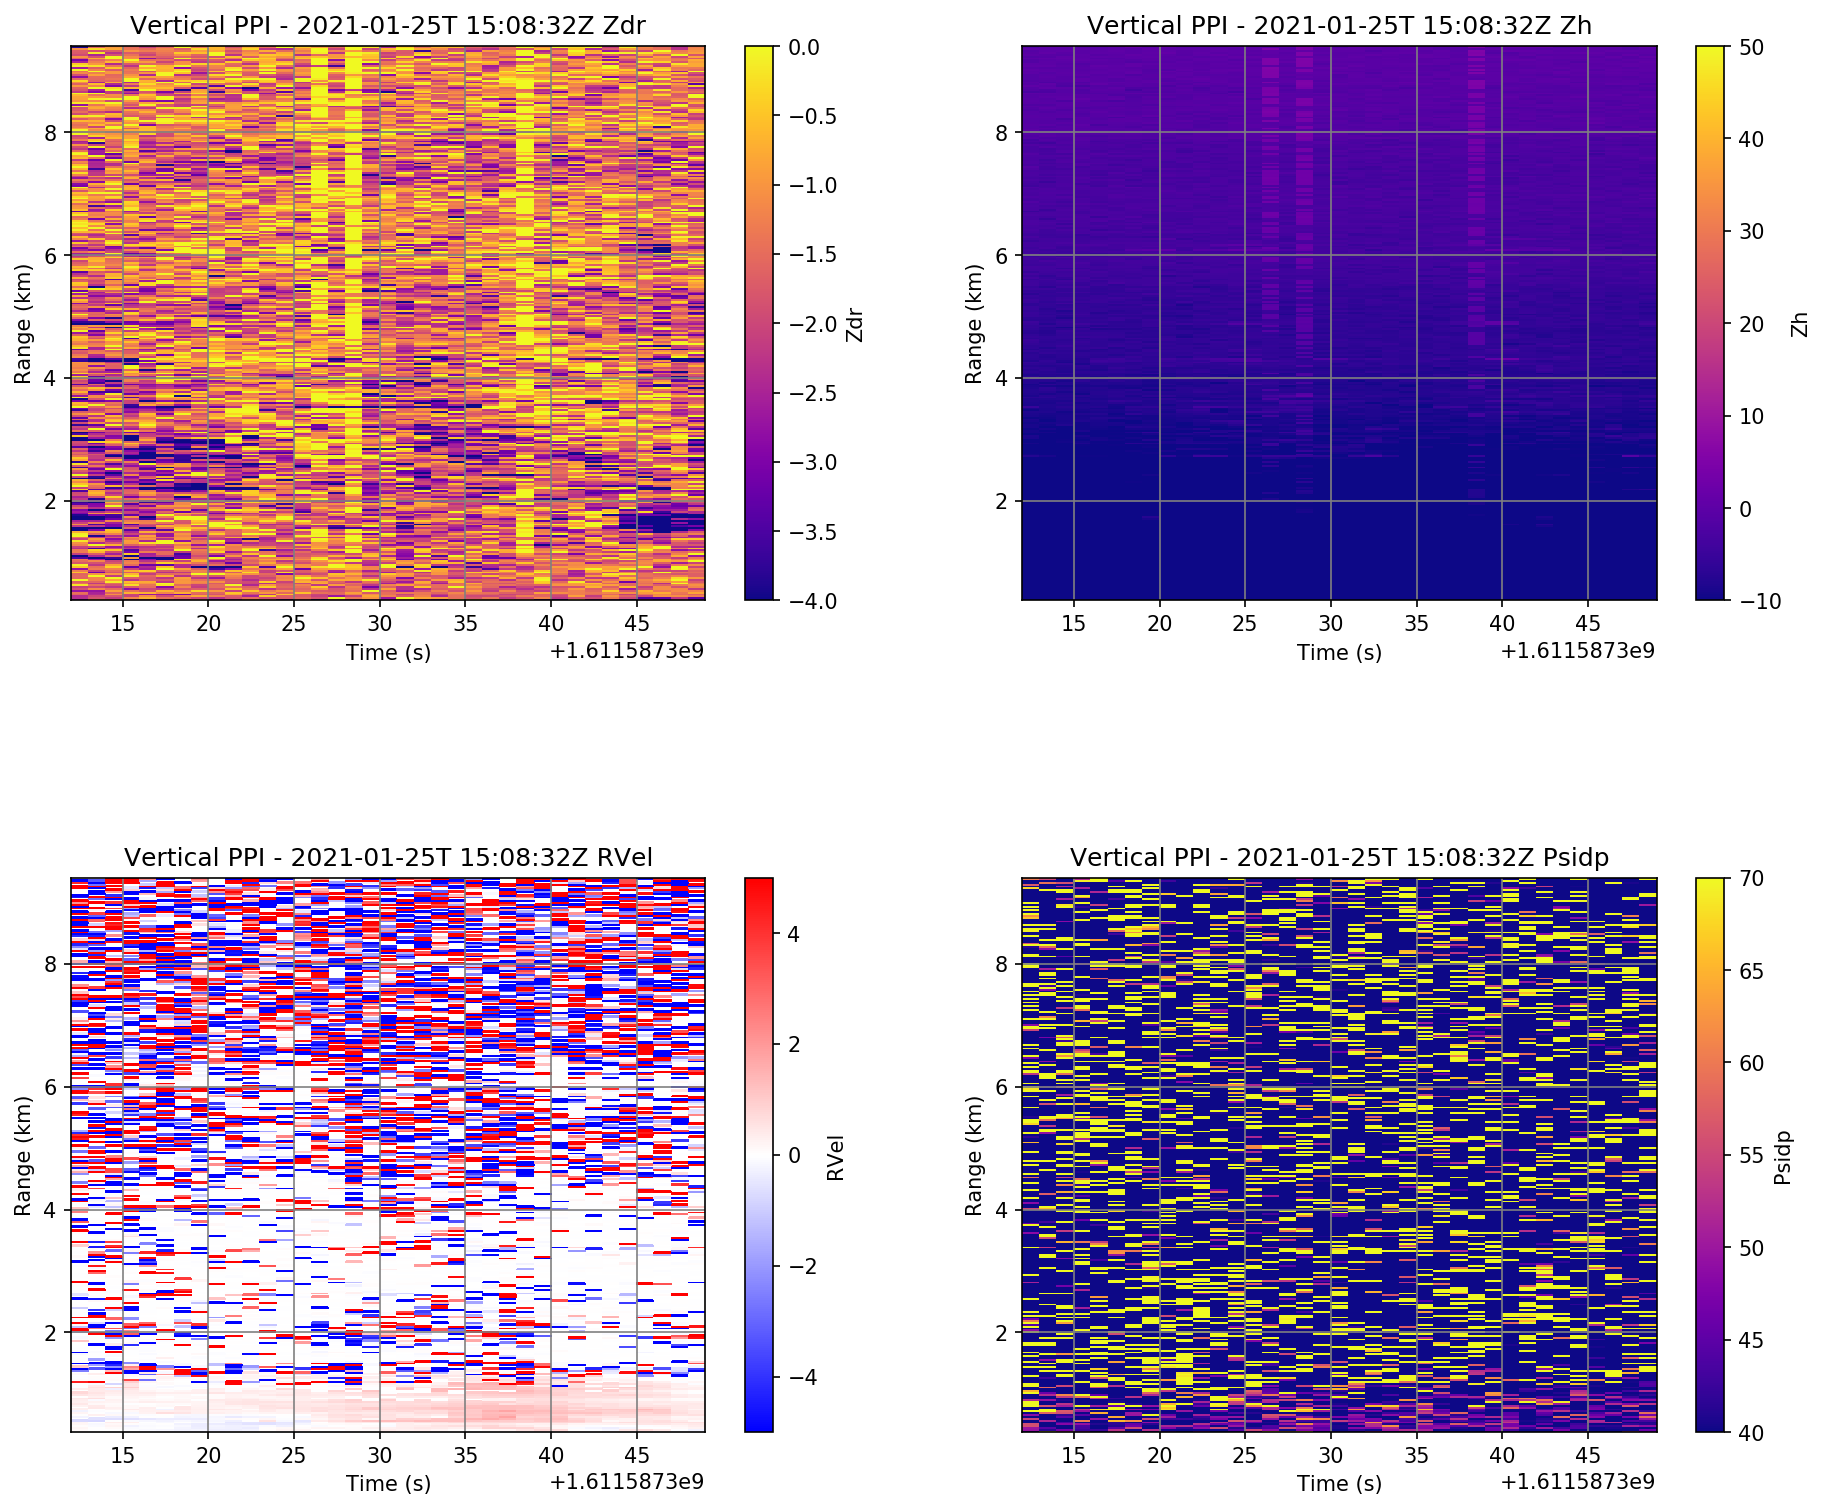 Vertical PPI - 2021-01-25T 15:08:32Z Zdr
8
6
4
2
Range (km)
15 20 25 30 35 40 45
Time (s)
+1.6115873e9
0.0
−0.5
−1.0
−1.5
−2.0
−2.5
−3.0
−3.5
−4.0
Zdr
Vertical PPI - 2021-01-25T 15:08:32Z Zh
8
6
4
2
Range (km)
15 20 25 30 35 40 45
Time (s)
+1.6115873e9
50
40
30
20
10
0
−10
Zh
Vertical PPI - 2021-01-25T 15:08:32Z RVel
8
6
4
2
Range (km)
15 20 25 30 35 40 45
Time (s)
+1.6115873e9
4
2
0
−2
−4
RVel
Vertical PPI - 2021-01-25T 15:08:32Z Psidp
8
6
4
2
Range (km)
15 20 25 30 35 40 45
Time (s)
+1.6115873e9
70
65
60
55
50
45
40
Psidp